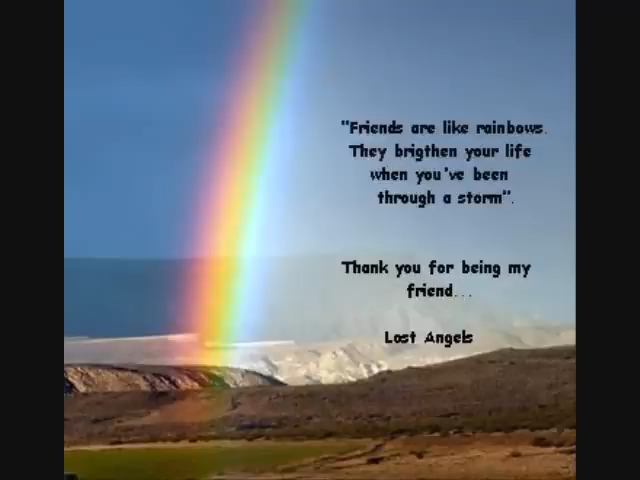 "Friends are like rainbows.
They brigthen your life
when you've been
through a storm".
Thank you for being my
friend...
Lost Angels